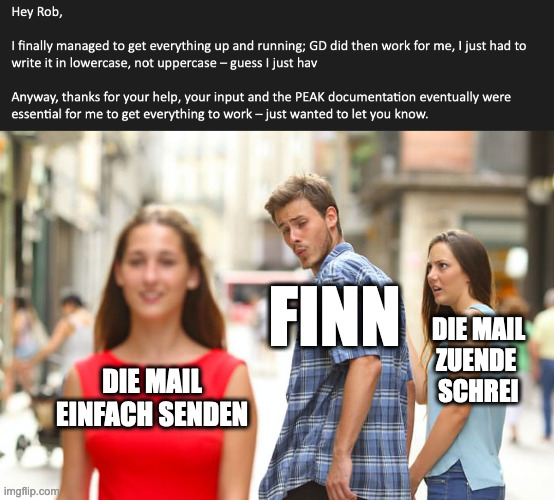 Hey Rob,
I finally managed to get everything up and running; GD did then work for me, I just had to
write it in lowercase, not uppercase – guess I just hav
Anyway, thanks for your help, your input and the PEAK documentation eventually were
essential for me to get everything to work – just wanted to let you know.
FINN
DIE MAIL
ZUENDE
SCHREI
DIE MAIL
EINFACH SENDEN
imgflip.com